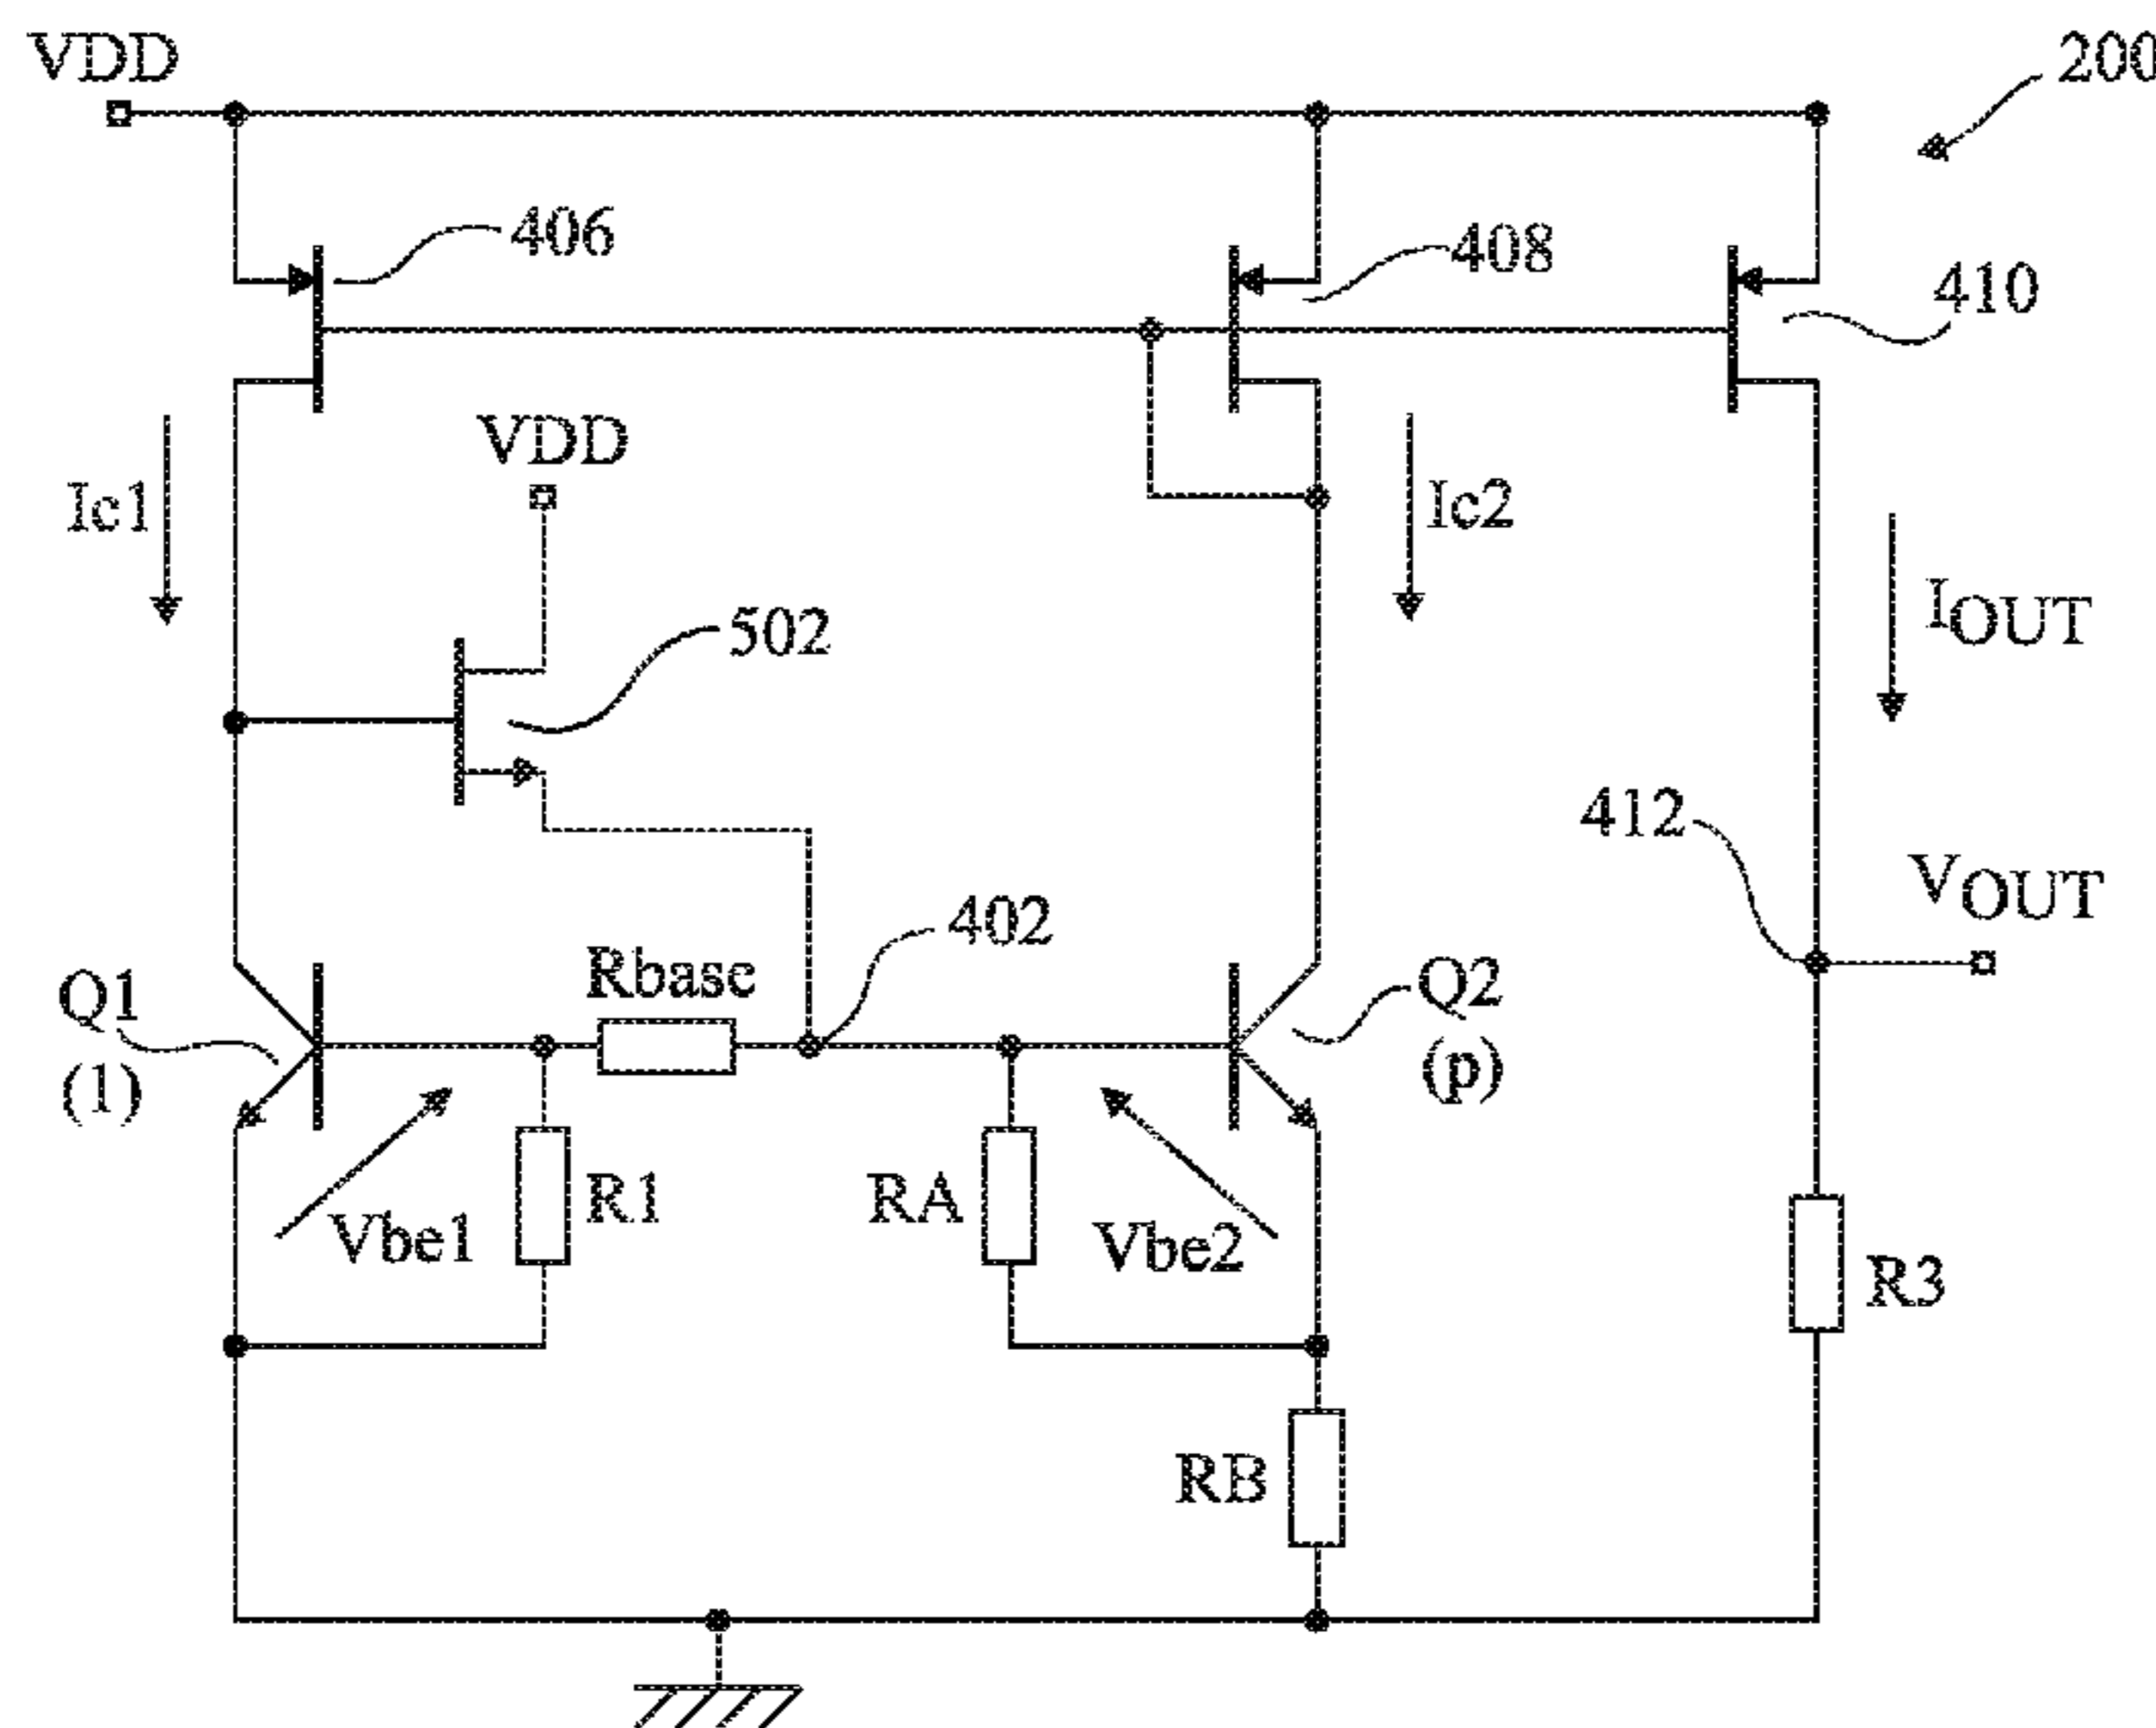 VDD
200
406
408
410
VDD
Ic1
Ic2
IOUT
502
412
VOUT
402
Rbase
Q1
(1)
Q2
(p)
Vbe1
R1
RA
Vbe2
R3
RB